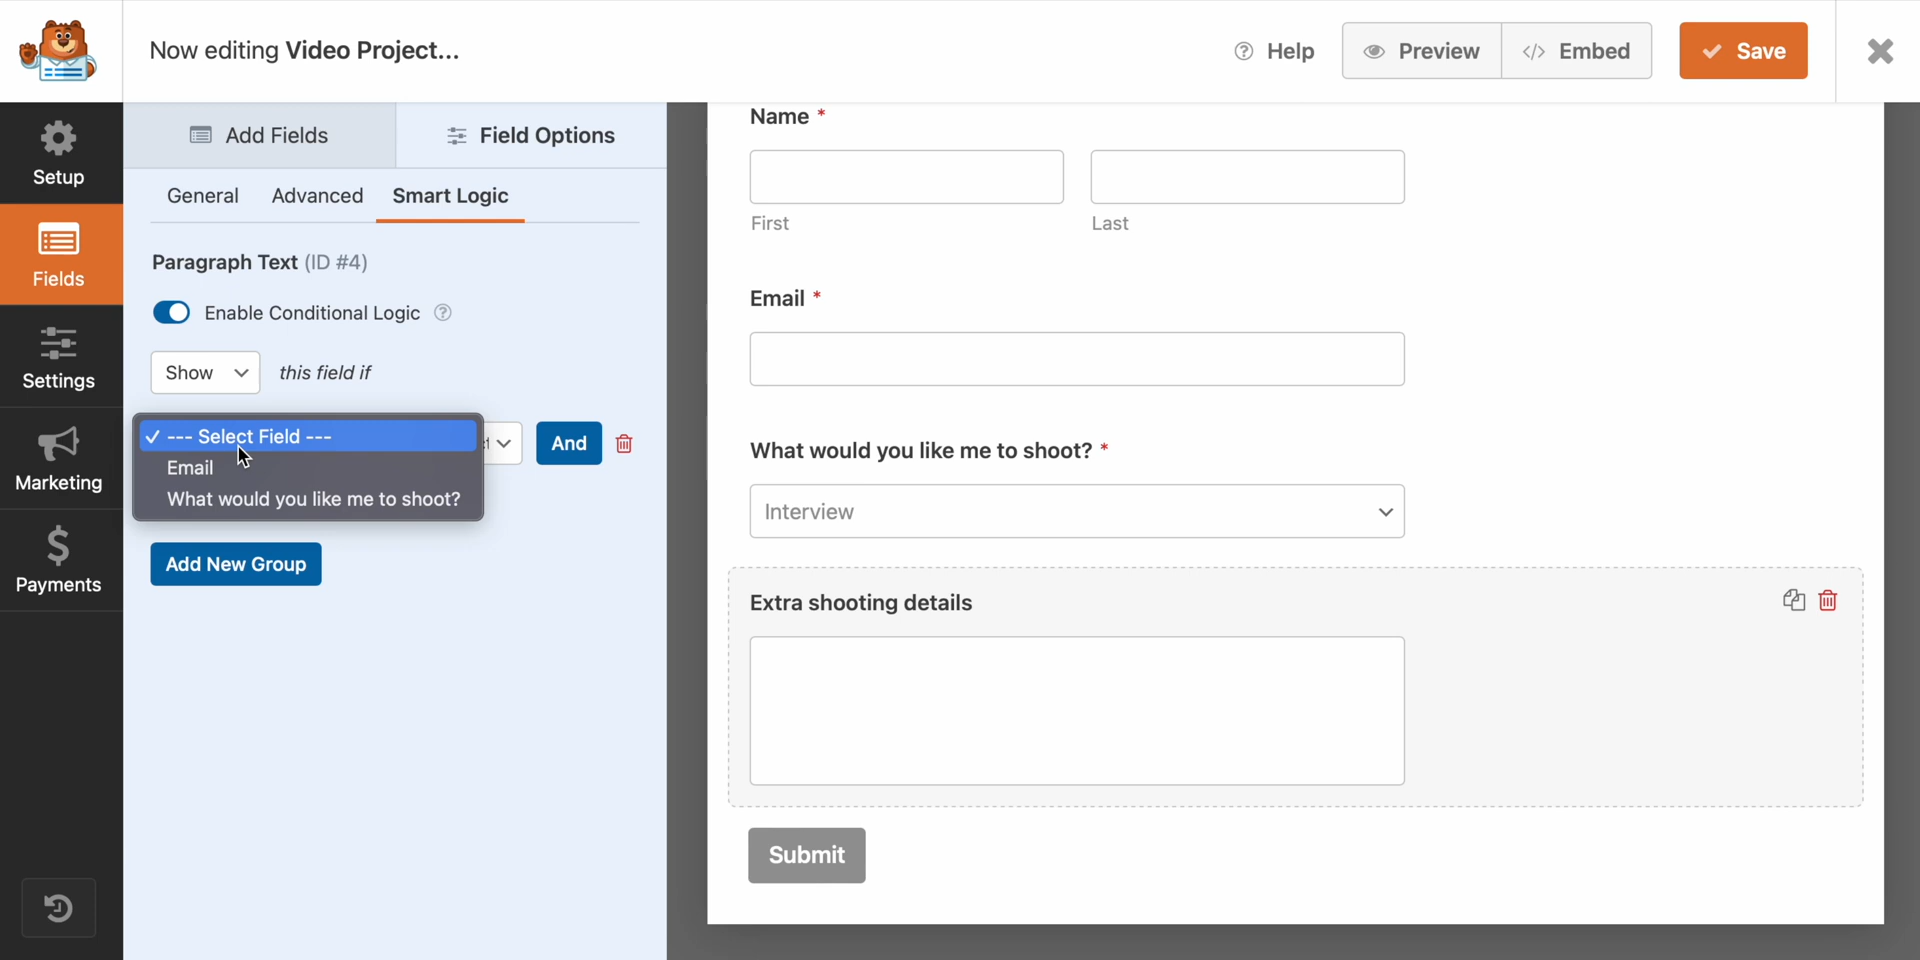 Now editing Video Project...
Help
Preview
Embed
Save
Setup
Fields
Settings
Marketing
Payments
Add Fields
Field Options
General
Advanced
Smart Logic
Paragraph Text (ID #4)
Enable Conditional Logic
Show
this field if
--- Select Field ---
Email
What would you like me to shoot?
And
Add New Group
Name *
First
Last
Email *
What would you like me to shoot? *
Interview
Extra shooting details
Submit